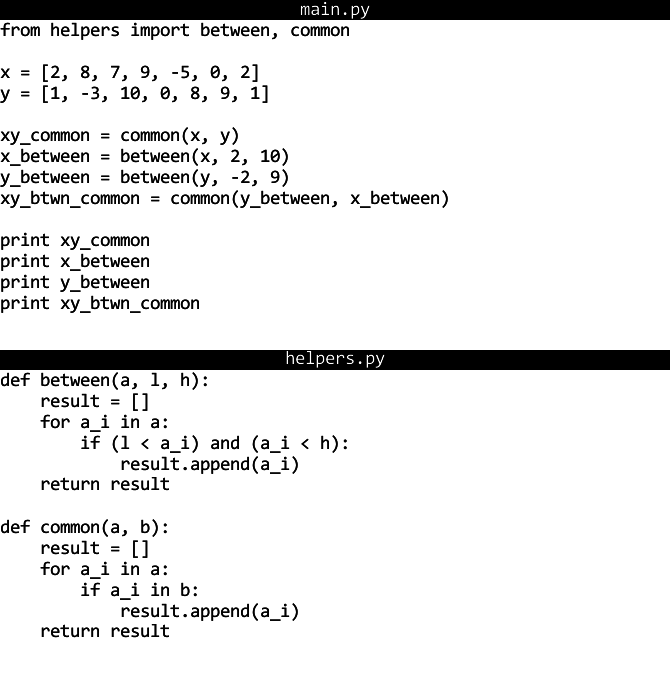 main.py
from helpers import between, common

x = [2, 8, 7, 9, -5, 0, 2]
y = [1, -3, 10, 0, 8, 9, 1]

xy_common = common(x, y)
x_between = between(x, 2, 10)
y_between = between(y, -2, 9)
xy_btwn_common = common(y_between, x_between)

print xy_common
print x_between
print y_between
print xy_btwn_common

helpers.py
def between(a, l, h):
    result = []
    for a_i in a:
        if (l < a_i) and (a_i < h):
            result.append(a_i)
    return result

def common(a, b):
    result = []
    for a_i in a:
        if a_i in b:
            result.append(a_i)
    return result